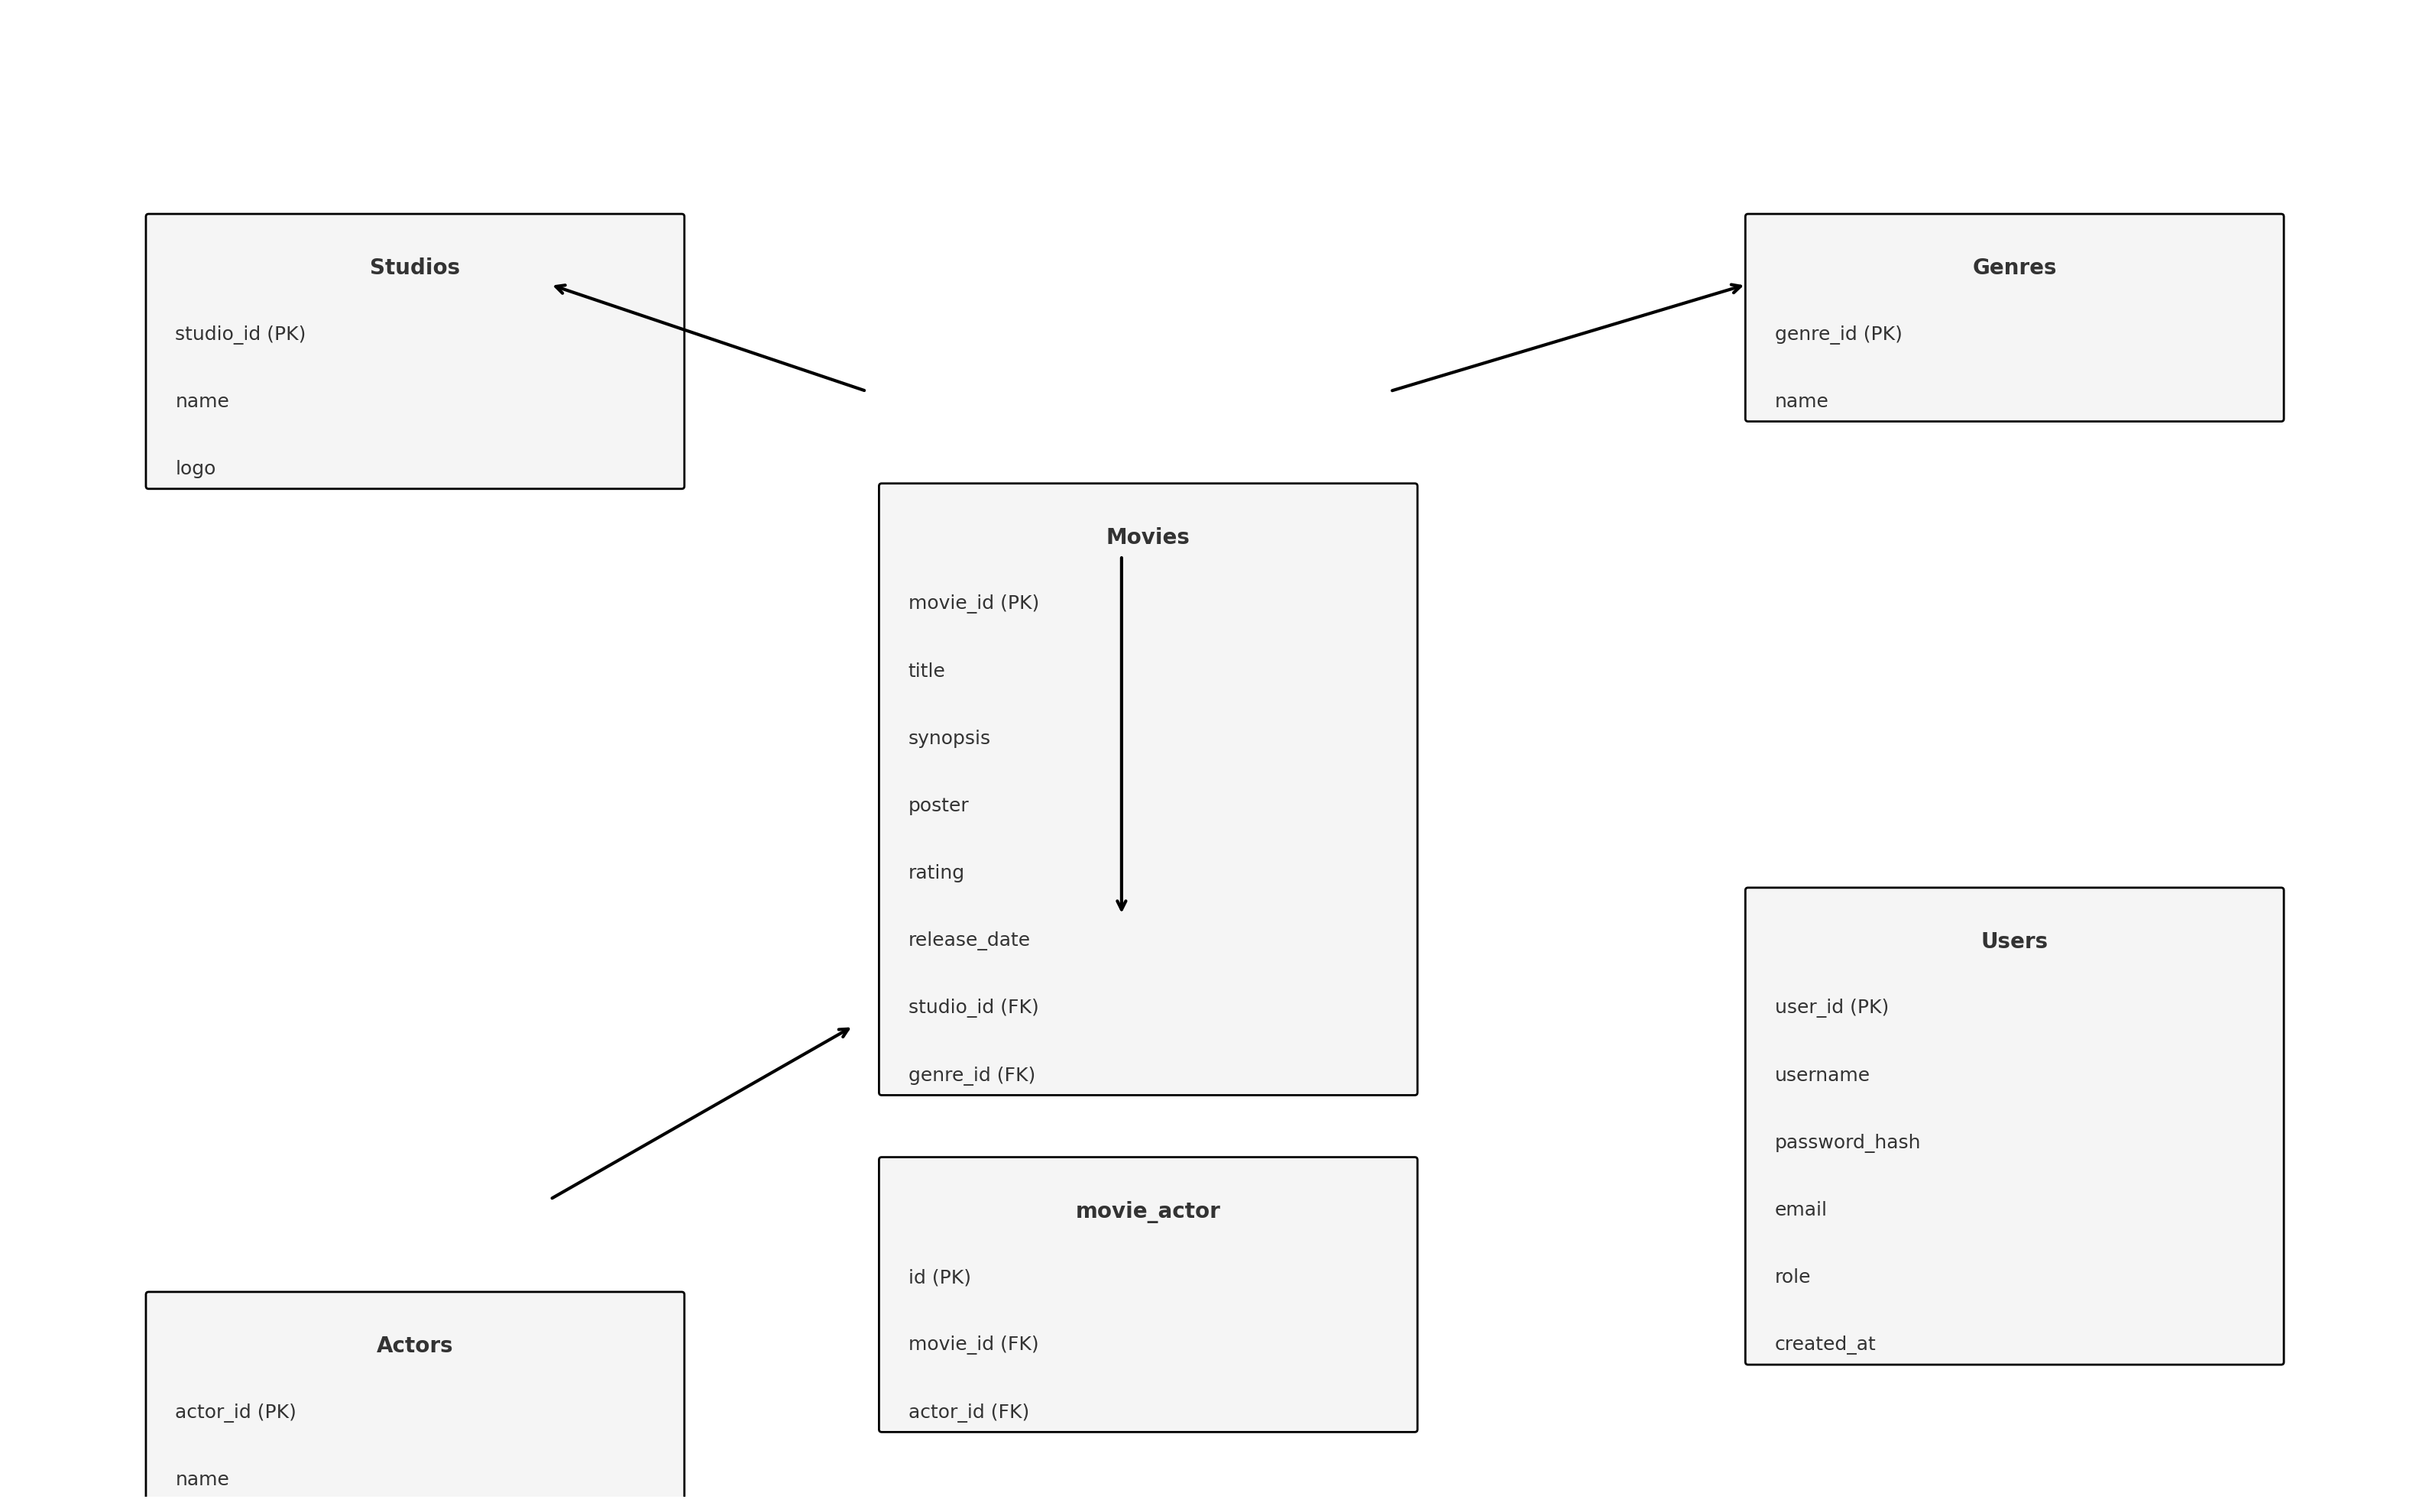 Studios
studio_id (PK)
name
logo
Genres
genre_id (PK)
name
Movies
movie_id (PK)
title
synopsis
poster
rating
release_date
studio_id (FK)
genre_id (FK)
Users
user_id (PK)
username
password_hash
email
role
created_at
movie_actor
id (PK)
movie_id (FK)
actor_id (FK)
Actors
actor_id (PK)
name